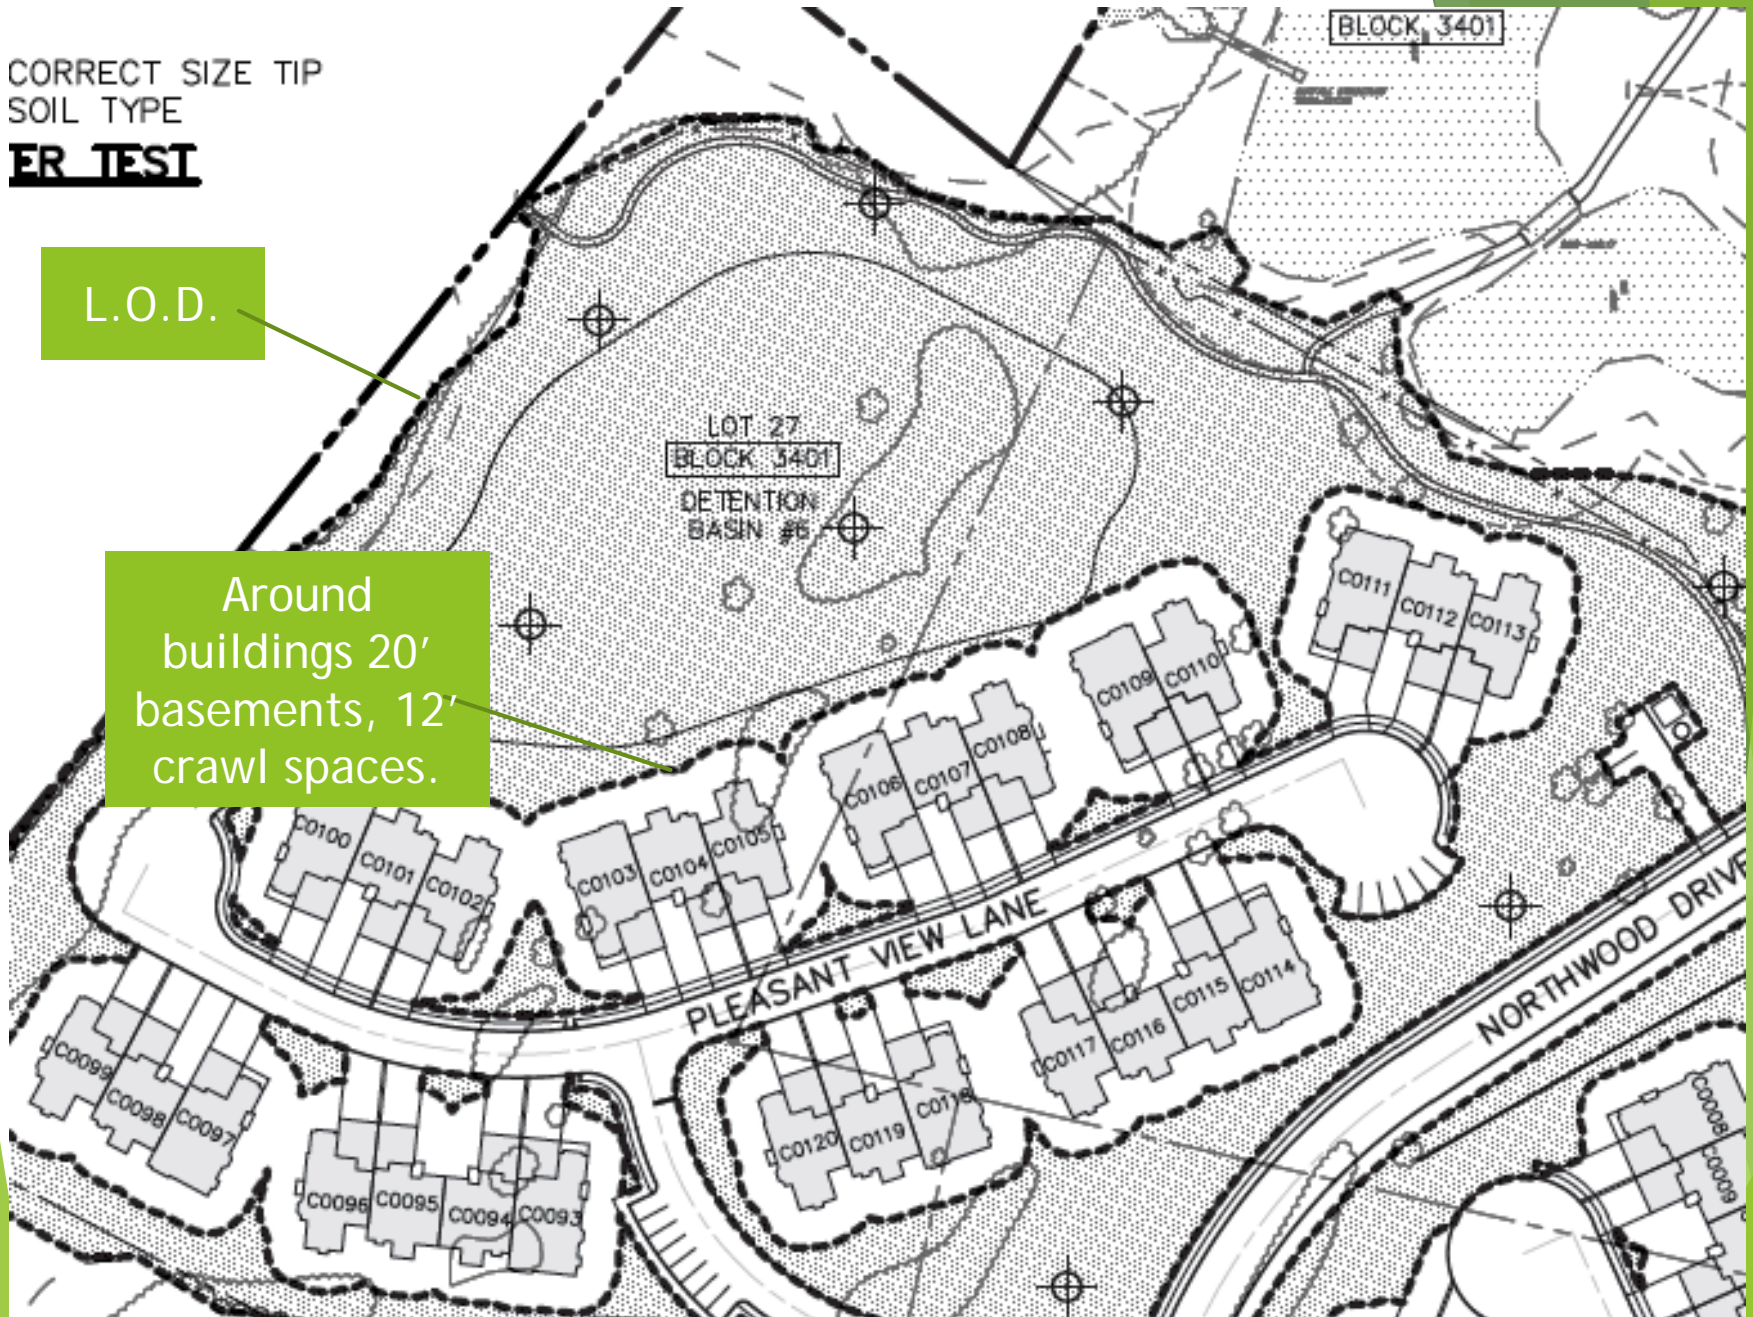 BLOCK 3401
CORRECT SIZE TIP
SOIL TYPE
ER TEST
L.O.D.
LOT 27
BLOCK 3401
DETENTION
BASIN #6
Around
buildings 20'
basements, 12'
crawl spaces.
C0111
C0112
C0113
C0109
C0110
C0106
C0107
C0108
C0103
C0104
C0105
C0100
C0101
C0102
PLEASANT VIEW LANE
NORTHWOOD DRIVE
C0117
C0116
C0115
C0114
C0099
C0098
C0097
C0120
C0119
C0118
C0096
C0095
C0094
C0093
C0008
C0009